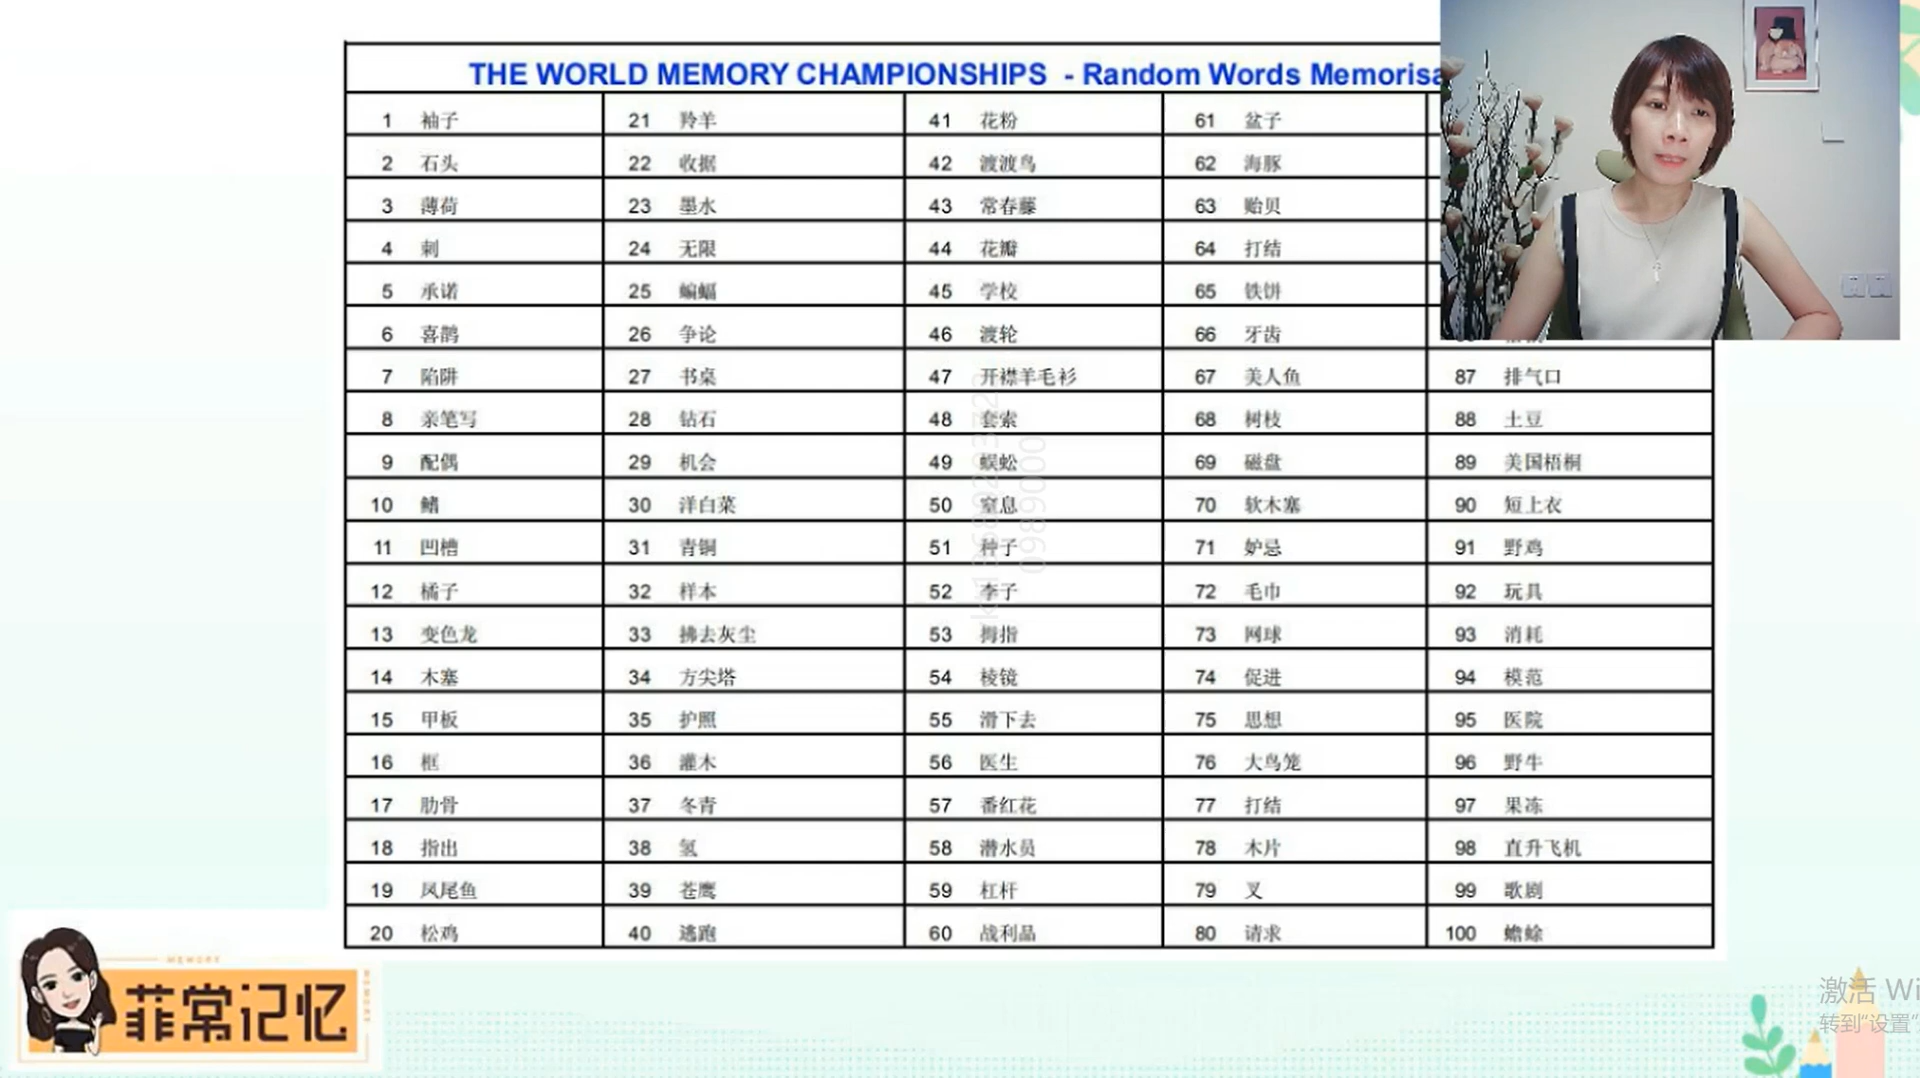 THE WORLD MEMORY CHAMPIONSHIPS - Random Words Memorisa
1 袖子 21 羚羊 41 花粉 61 盆子
2 石头 22 收据 42 渡渡鸟 62 海豚
3 薄荷 23 墨水 43 常春藤 63 贻贝
4 刺 24 无限 44 花瓣 64 打结
5 承诺 25 蝙蝠 45 学校 65 铁饼
6 喜鹊 26 争论 46 渡轮 66 牙齿
7 陷阱 27 书桌 47 开襟羊毛衫 67 美人鱼 87 排气口
8 亲笔写 28 钻石 48 套索 68 树枝 88 土豆
9 配偶 29 机会 49 蜈蚣 69 磁盘 89 美国梧桐
10 鳍 30 洋白菜 50 窒息 70 软木塞 90 短上衣
11 凹槽 31 青铜 51 种子 71 妒忌 91 野鸡
12 橘子 32 样本 52 李子 72 毛巾 92 玩具
13 变色龙 33 拂去灰尘 53 拇指 73 网球 93 消耗
14 木塞 34 方尖塔 54 棱镜 74 促进 94 模范
15 甲板 35 护照 55 滑下去 75 思想 95 医院
16 框 36 灌木 56 医生 76 大鸟笼 96 野牛
17 肋骨 37 冬青 57 番红花 77 打结 97 果冻
18 指出 38 氢 58 潜水员 78 木片 98 直升飞机
19 凤尾鱼 39 苍鹰 59 杠杆 79 叉 99 歌剧
20 松鸡 40 逃跑 60 战利品 80 请求 100 蟾蜍
0989000
MEMORY
菲常记忆
激活 Wi
转到"设置"